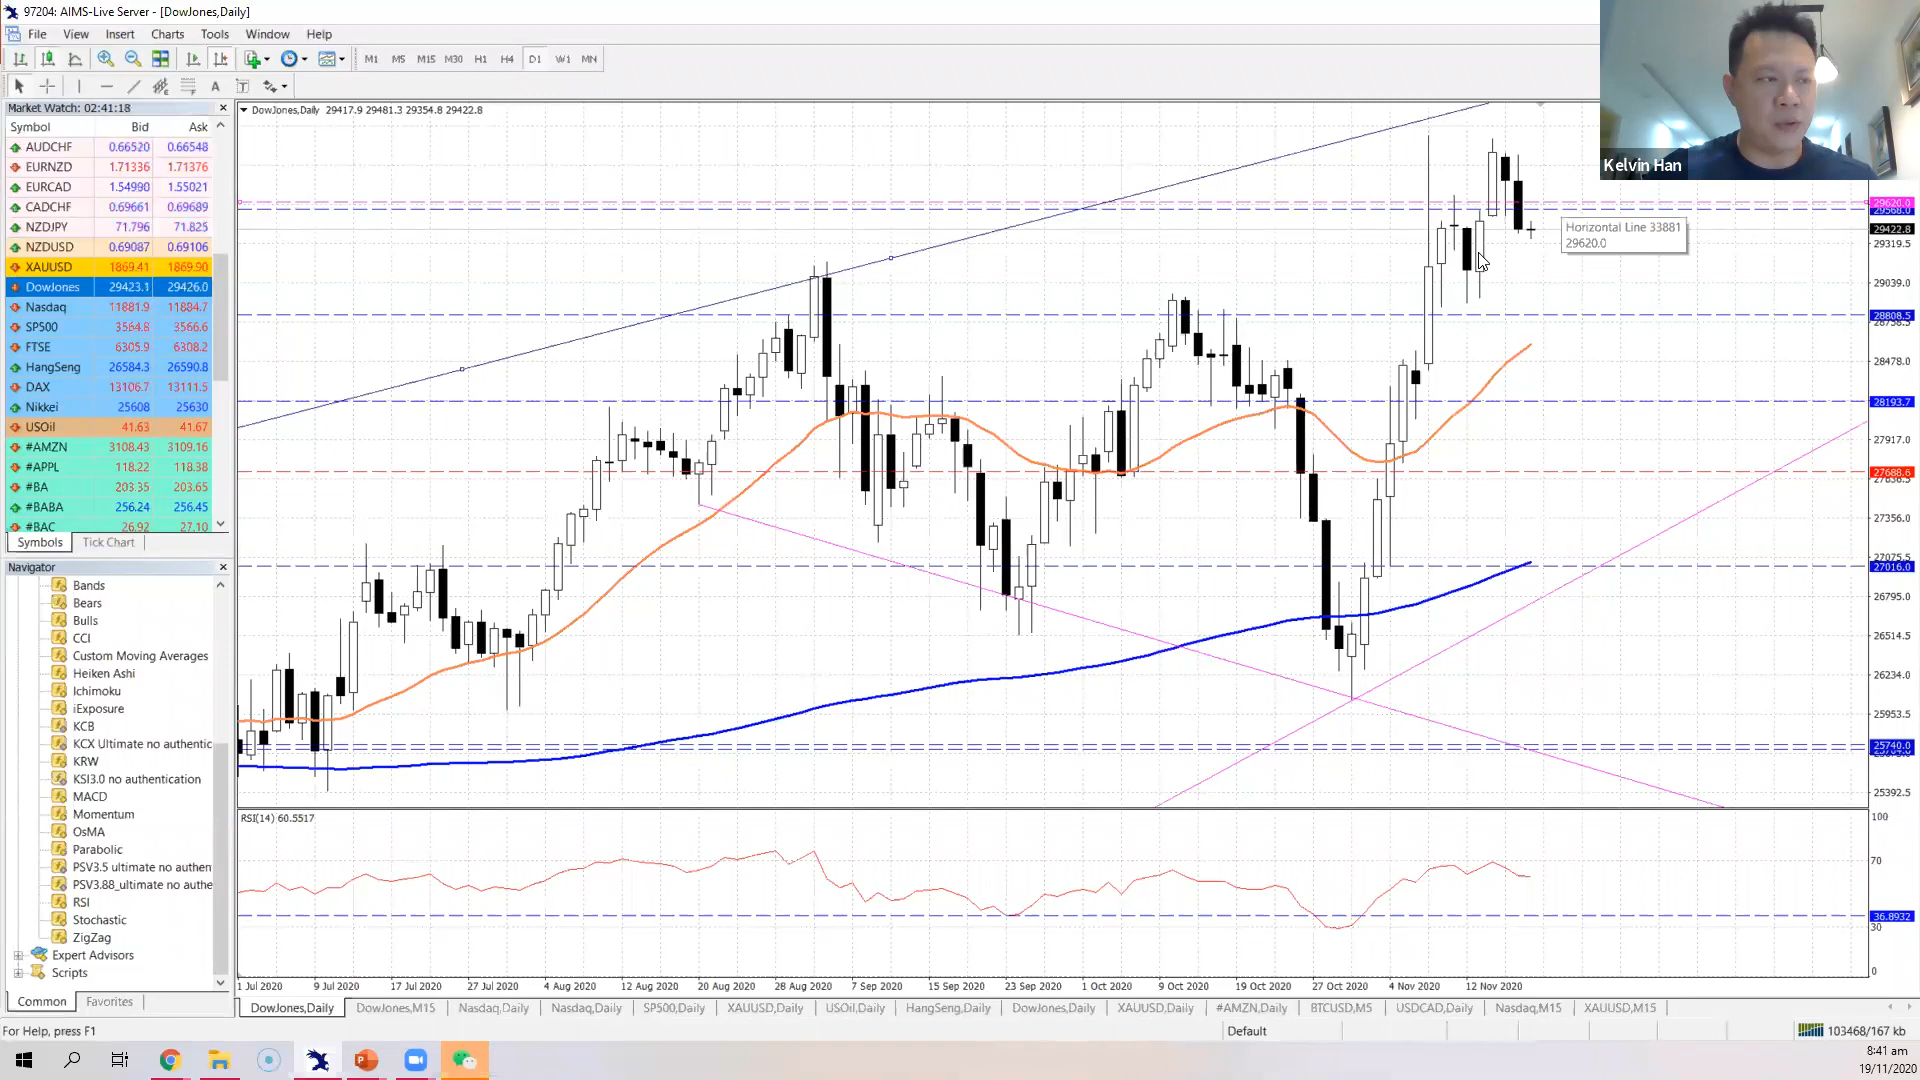 97204: AIMS-Live Server - [DowJones,Daily]
File View Insert Charts Tools Window Help
M1 M5 M15 M30 H1 H4 D1 W1 MN
A T
Market Watch: 02:41:18
Symbol Bid Ask
AUDCHF 0.66520 0.66548
EURNZD 1.71336 1.71376
EURCAD 1.54990 1.55021
CADCHF 0.69661 0.69689
NZDJPY 71.796 71.825
NZDUSD 0.69087 0.69106
XAUUSD 1869.41 1869.90
DowJones 29423.1 29426.0
Nasdaq 11881.9 11884.7
SP500 3564.8 3566.6
FTSE 6305.9 6308.2
HangSeng 26584.3 26590.8
DAX 13106.7 13111.5
Nikkei 25608 25630
USOil 41.63 41.67
#AMZN 3108.43 3109.16
#APPL 118.22 118.38
#BA 203.35 203.65
#BABA 256.24 256.45
#BAC 26.92 27.10
Symbols Tick Chart
Navigator
Bands
Bears
Bulls
CCI
Custom Moving Averages
Heiken Ashi
Ichimoku
iExposure
KCB
KCX Ultimate no authentic
KRW
KSI3.0 no authentication
MACD
Momentum
OsMA
Parabolic
PSV3.5 ultimate no authen
PSV3.88_ultimate no authe
RSI
Stochastic
ZigZag
Expert Advisors
Scripts
Common Favorites
DowJones,Daily 29417.9 29481.3 29354.8 29422.8
Kelvin Han
Horizontal Line 33881
29620.0
29620.0
29568.0
29422.8
29319.5
29039.0
28808.5
28758.5
28478.0
28193.7
27917.0
27688.6
27638.5
27356.0
27075.5
27016.0
26795.0
26514.5
26234.0
25953.5
25740.0
25392.5
RSI(14) 60.5517
100
70
36.8932
30
0
1 Jul 2020 9 Jul 2020 17 Jul 2020 27 Jul 2020 4 Aug 2020 12 Aug 2020 20 Aug 2020 28 Aug 2020 7 Sep 2020 15 Sep 2020 23 Sep 2020 1 Oct 2020 9 Oct 2020 19 Oct 2020 27 Oct 2020 4 Nov 2020 12 Nov 2020
DowJones,Daily DowJones,M15 Nasdaq,Daily Nasdaq,Daily SP500,Daily XAUUSD,Daily USOil,Daily HangSeng,Daily DowJones,Daily XAUUSD,Daily #AMZN,Daily BTCUSD,M5 USDCAD,Daily Nasdaq,M15 XAUUSD,M15
For Help, press F1
Default
103468/167 kb
8:41 am
19/11/2020